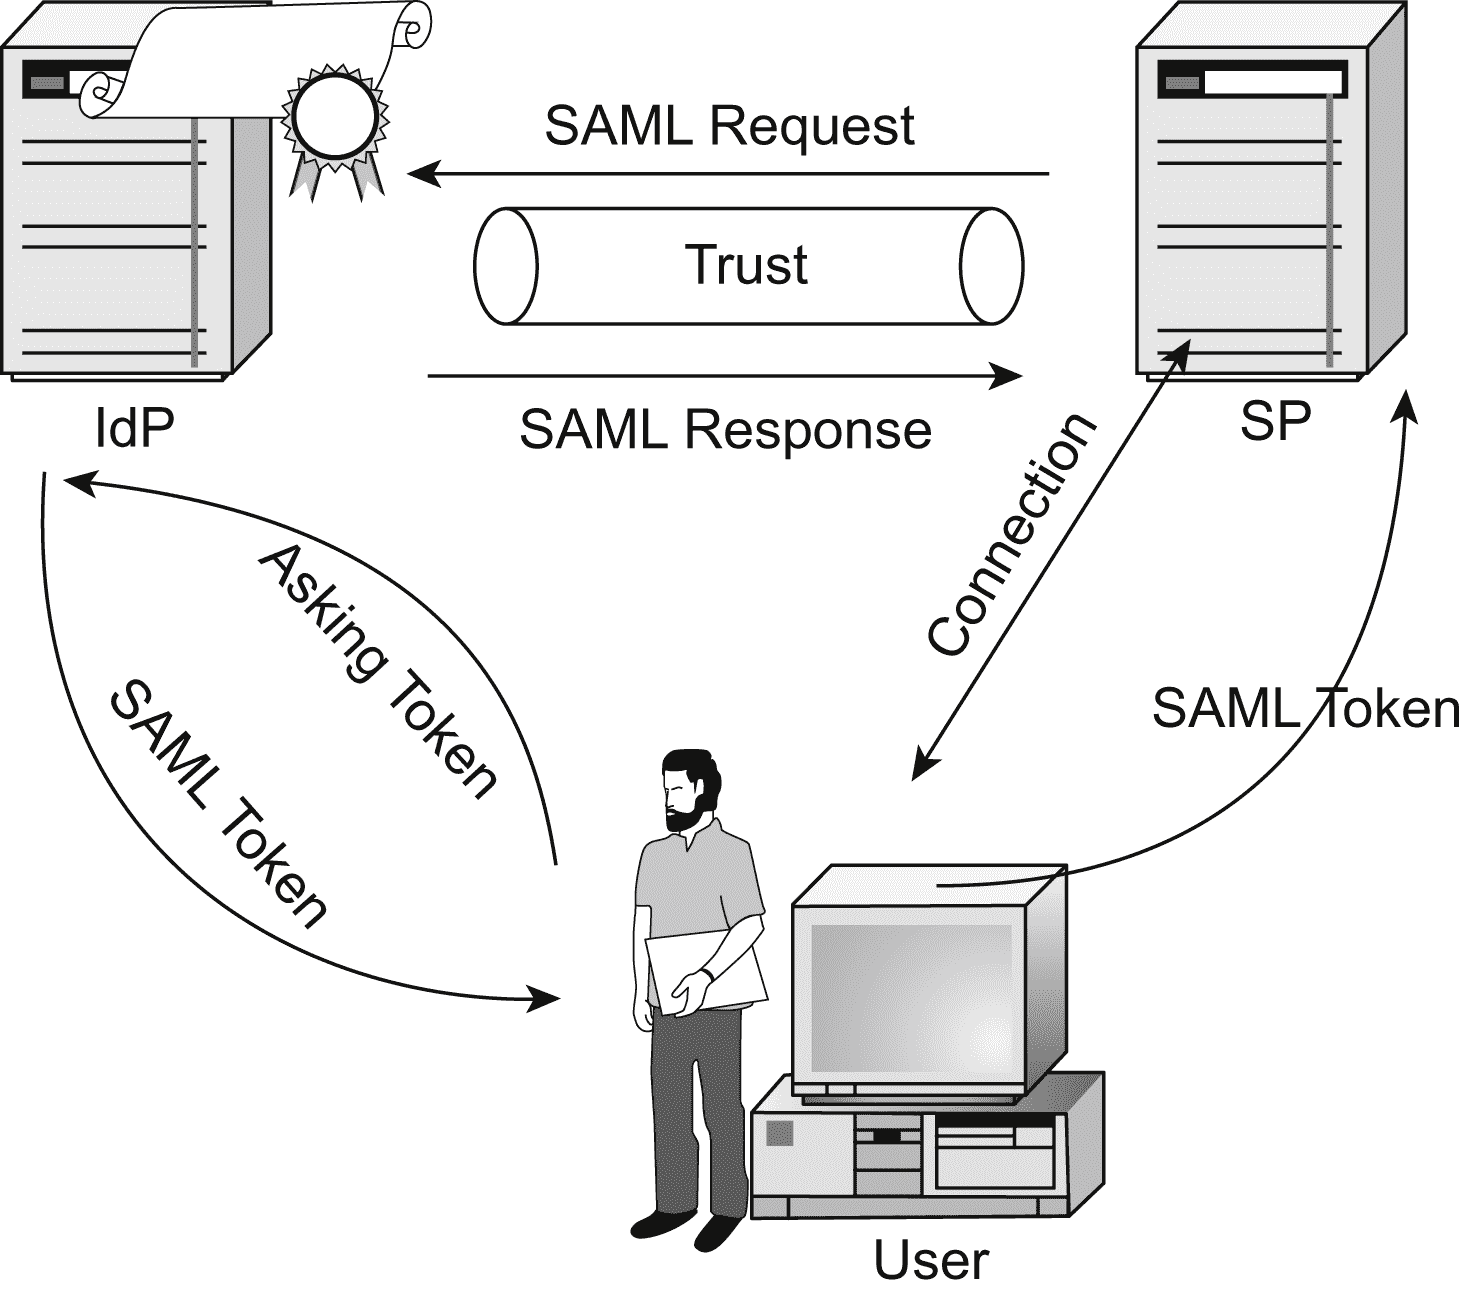 SAML Request
Trust
IdP
SAML Response
SP
Connection
Asking Token
SAML Token
SAML Token
User